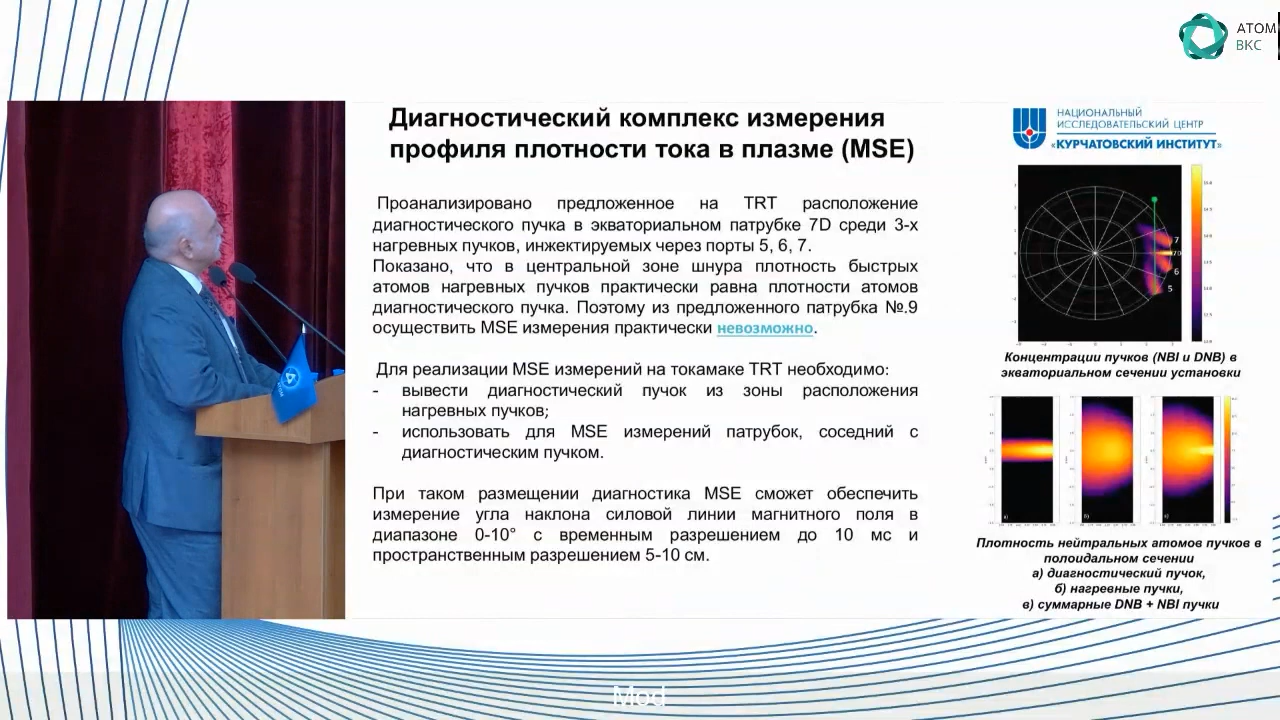 АТОМ
ВКС
Диагностический комплекс измерения
профиля плотности тока в плазме (MSE)
НАЦИОНАЛЬНЫЙ
ИССЛЕДОВАТЕЛЬСКИЙ ЦЕНТР
«КУРЧАТОВСКИЙ ИНСТИТУТ»
Проанализировано предложенное на TRT расположение
диагностического пучка в экваториальном патрубке 7D среди 3-х
нагревных пучков, инжектируемых через порты 5, 6, 7.
Показано, что в центральной зоне шнура плотность быстрых
атомов нагревных пучков практически равна плотности атомов
диагностического пучка. Поэтому из предложенного патрубка №.9
осуществить MSE измерения практически невозможно.
Для реализации MSE измерений на токамаке TRT необходимо:
- вывести диагностический пучок из зоны расположения
нагревных пучков;
- использовать для MSE измерений патрубок, соседний с
диагностическим пучком.
При таком размещении диагностика MSE сможет обеспечить
измерение угла наклона силовой линии магнитного поля в
диапазоне 0-10° с временным разрешением до 10 мс и
пространственным разрешением 5-10 см.
7
6
5
Концентрации пучков (NBI и DNB) в
экваториальном сечении установки
Плотность нейтральных атомов пучков в
полоидальном сечении
а) диагностический пучок,
б) нагревные пучки,
в) суммарные DNB + NBI пучки
Mod